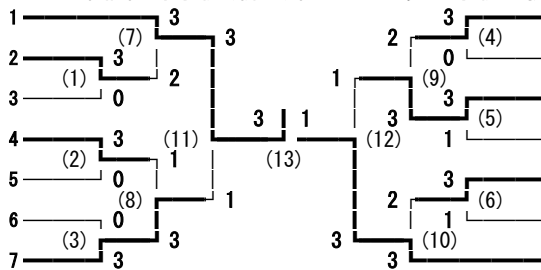 1 3 3
(7) 3 2 (4)
2 3 0
(1) 2 1 (9)
3 0 3 3
4 3 3 1 (5)
(11) (13) (12) 1
(2) 1
5 0 3
(8) 1 2 (6)
6 0 1
(3) 3 3 (10)
7 3 3